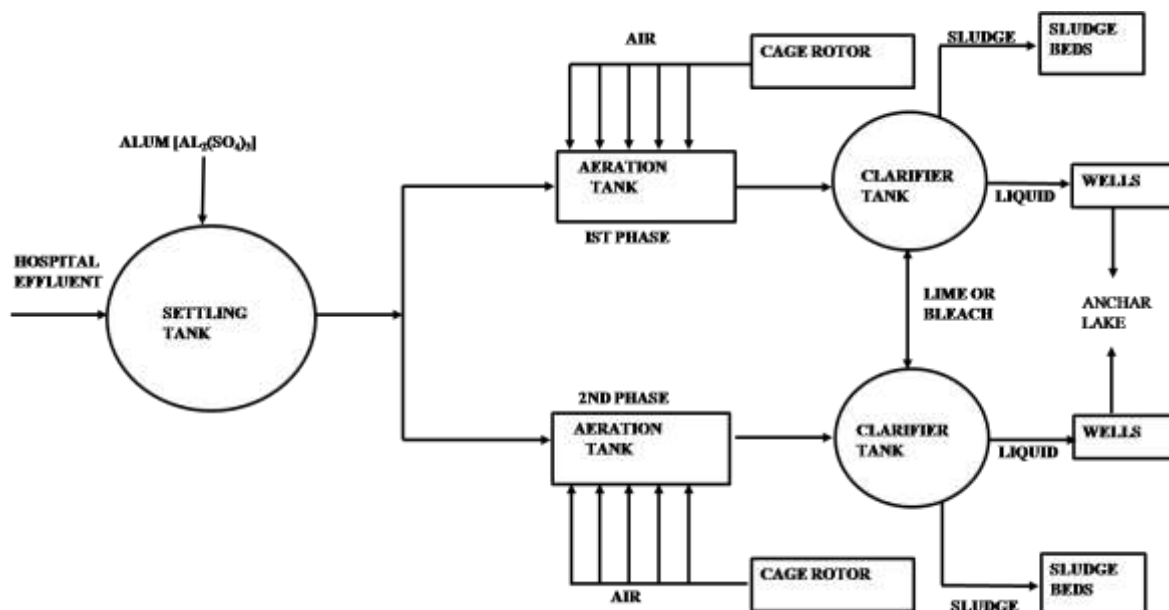 AIR
CAGE ROTOR
SLUDGE
SLUDGE
BEDS
ALUM [AL₂(SO₄)₃]
AERATION
TANK
CLARIFIER
TANK
WELLS
LIQUID
1ST PHASE
HOSPITAL
EFFLUENT
SETTLING
TANK
LIME OR
BLEACH
ANCHAR
LAKE
2ND PHASE
AERATION
TANK
CLARIFIER
TANK
WELLS
LIQUID
CAGE ROTOR
AIR
SLUDGE
SLUDGE
BEDS